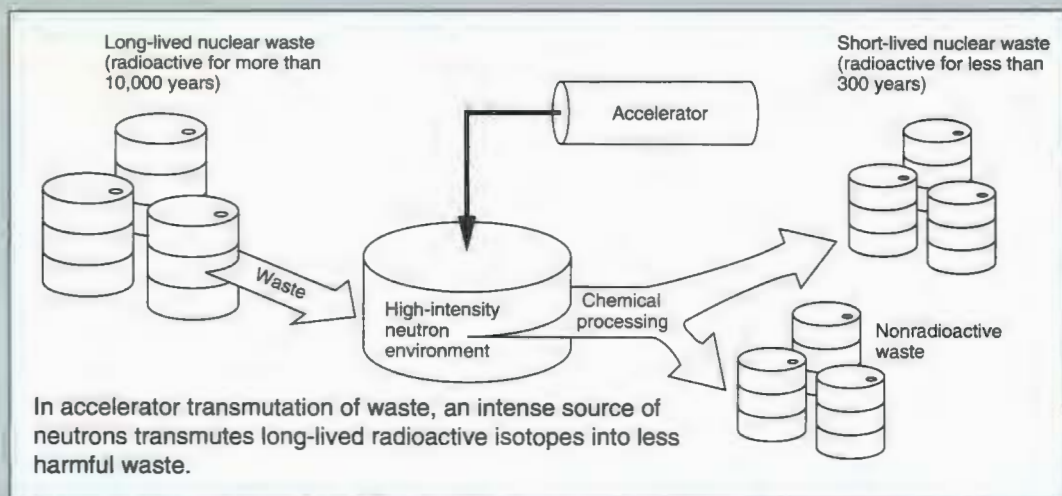 Long-lived nuclear waste
(radioactive for more than
10,000 years)
Accelerator
Short-lived nuclear waste
(radioactive for less than
300 years)
Waste
High-intensity
neutron
environment
Chemical
processing
Nonradioactive
waste
In accelerator transmutation of waste, an intense source of
neutrons transmutes long-lived radioactive isotopes into less
harmful waste.